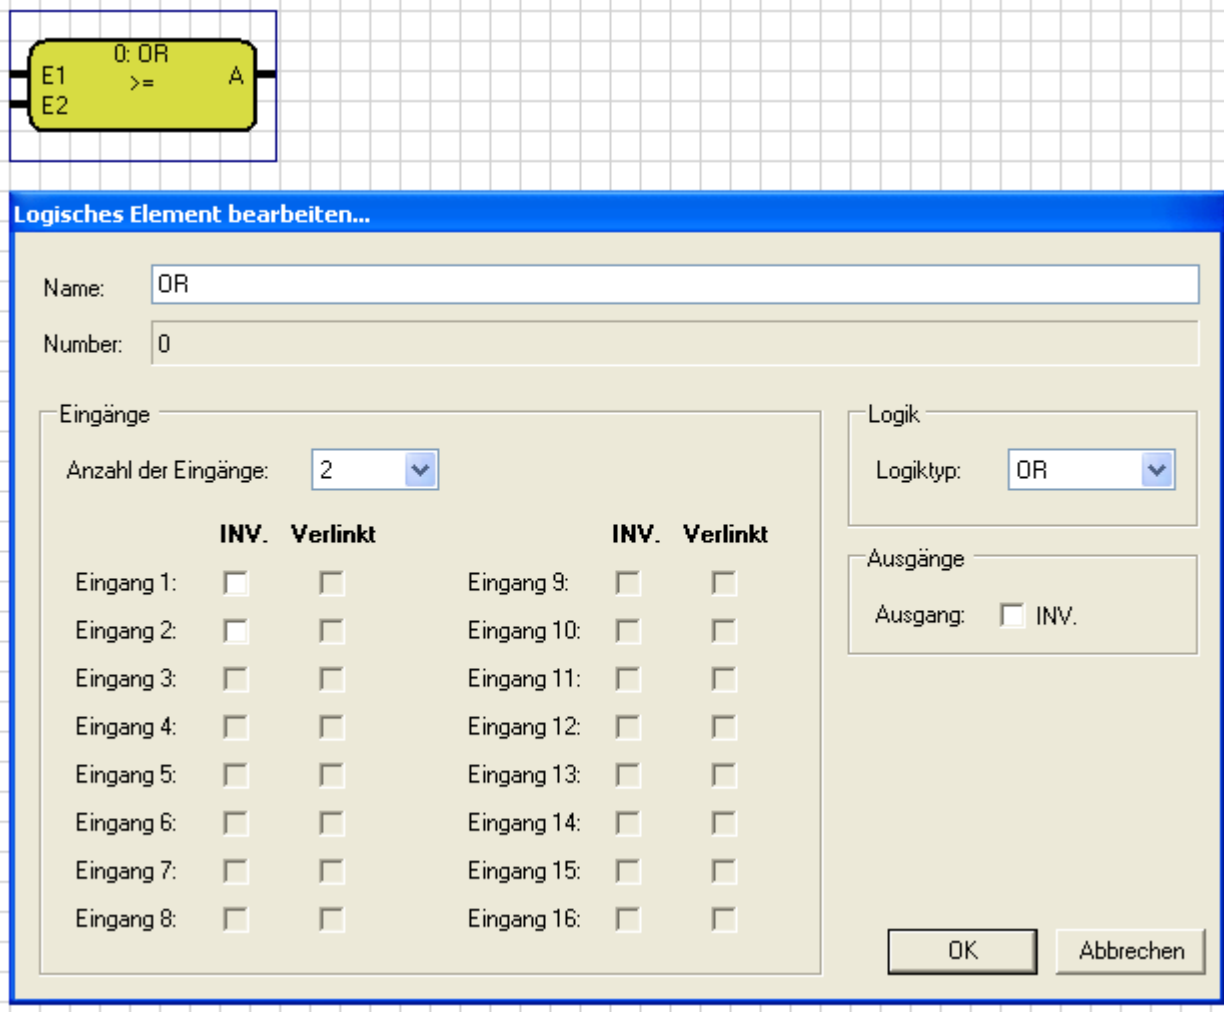 0: OR
E1 >= A
E2
Logisches Element bearbeiten...
Name: OR
Number: 0
Eingänge
Logik
Anzahl der Eingänge: 2
Logiktyp: OR
INV. Verlinkt INV. Verlinkt
Ausgänge
Eingang 1: Eingang 9:
Ausgang: INV.
Eingang 2: Eingang 10:
Eingang 3: Eingang 11:
Eingang 4: Eingang 12:
Eingang 5: Eingang 13:
Eingang 6: Eingang 14:
Eingang 7: Eingang 15:
Eingang 8: Eingang 16:
OK Abbrechen